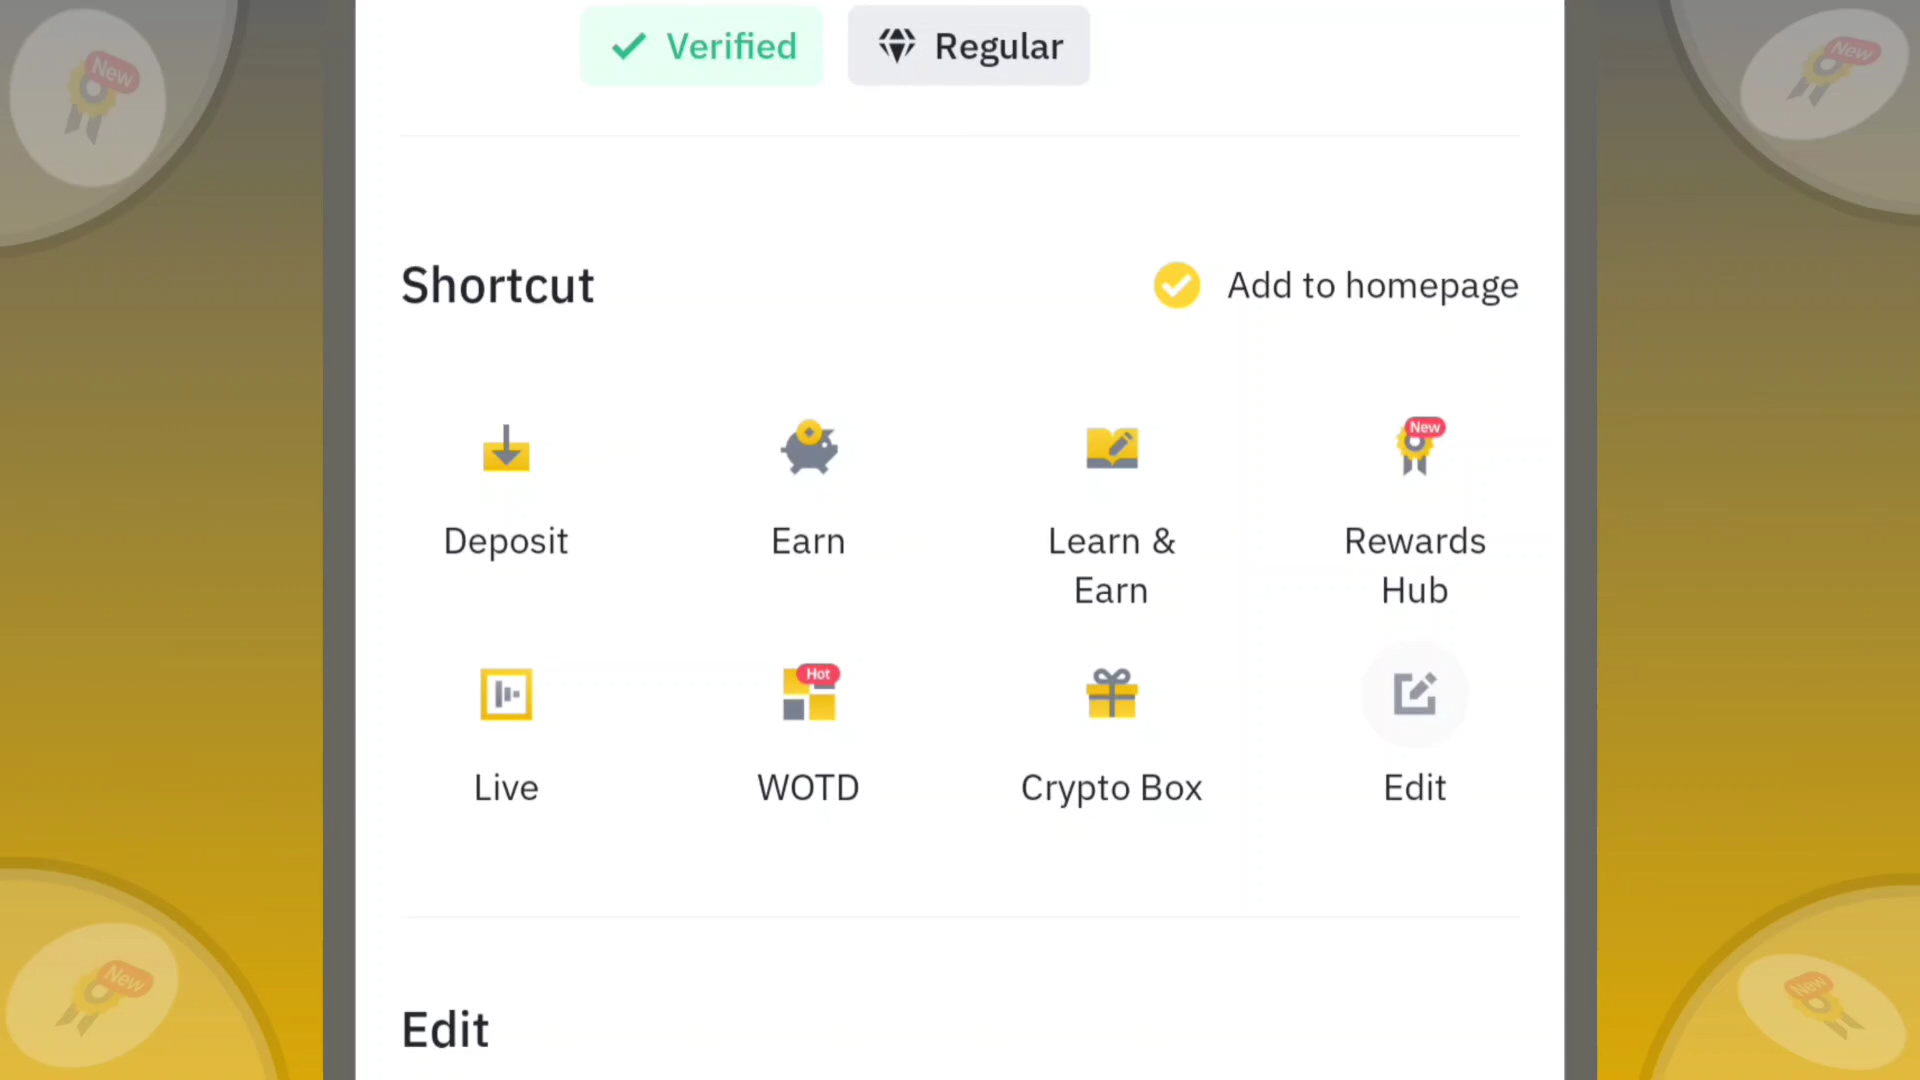 Verified Regular
Shortcut Add to homepage
New
Deposit Earn Learn & Rewards
Earn Hub
Hot
Live WOTD Crypto Box Edit
Edit
New
New
New
New